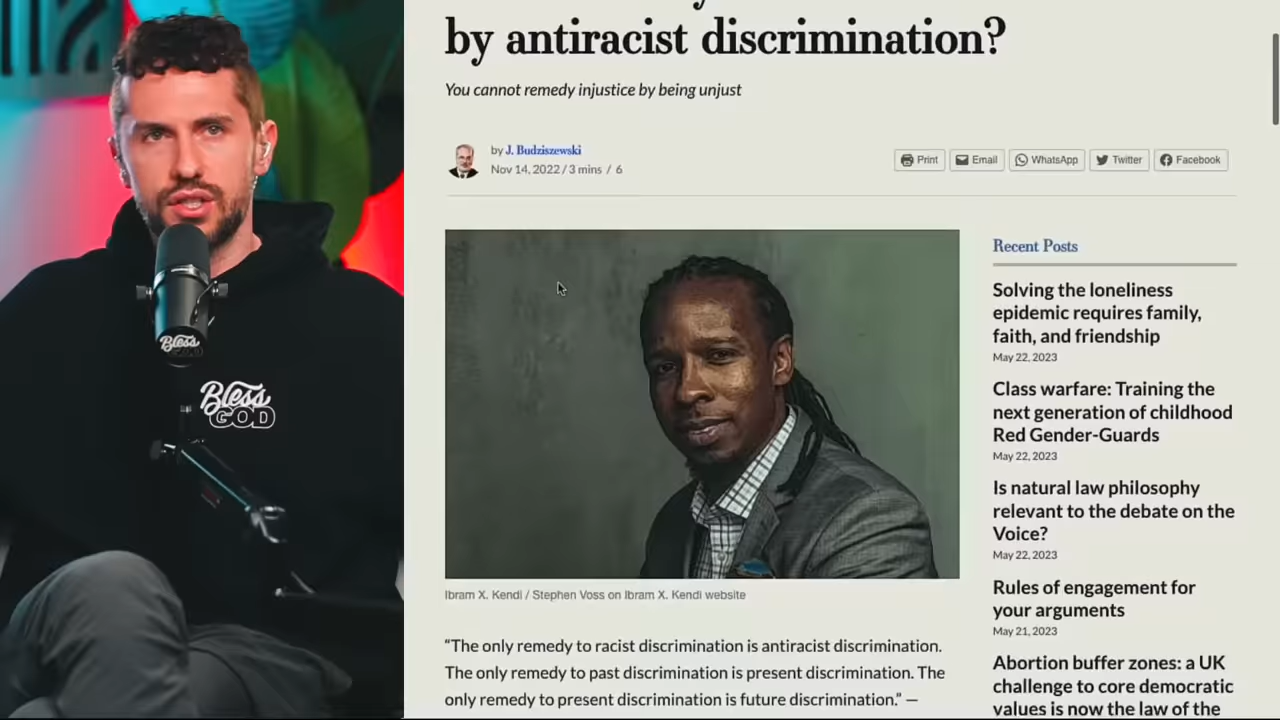 by antiracist discrimination?
You cannot remedy injustice by being unjust
by J. Budziszewski
Nov 14, 2022 / 3 mins / 6
Print
Email
WhatsApp
Twitter
Facebook
Ibram X. Kendi / Stephen Voss on Ibram X. Kendi website
“The only remedy to racist discrimination is antiracist discrimination.
The only remedy to past discrimination is present discrimination. The
only remedy to present discrimination is future discrimination.” —
Recent Posts
Solving the loneliness
epidemic requires family,
faith, and friendship
May 22, 2023
Class warfare: Training the
next generation of childhood
Red Gender-Guards
May 22, 2023
Is natural law philosophy
relevant to the debate on the
Voice?
May 22, 2023
Rules of engagement for
your arguments
May 21, 2023
Abortion buffer zones: a UK
challenge to core democratic
values is now the law of the
Bless
GOD
Bless
GOD